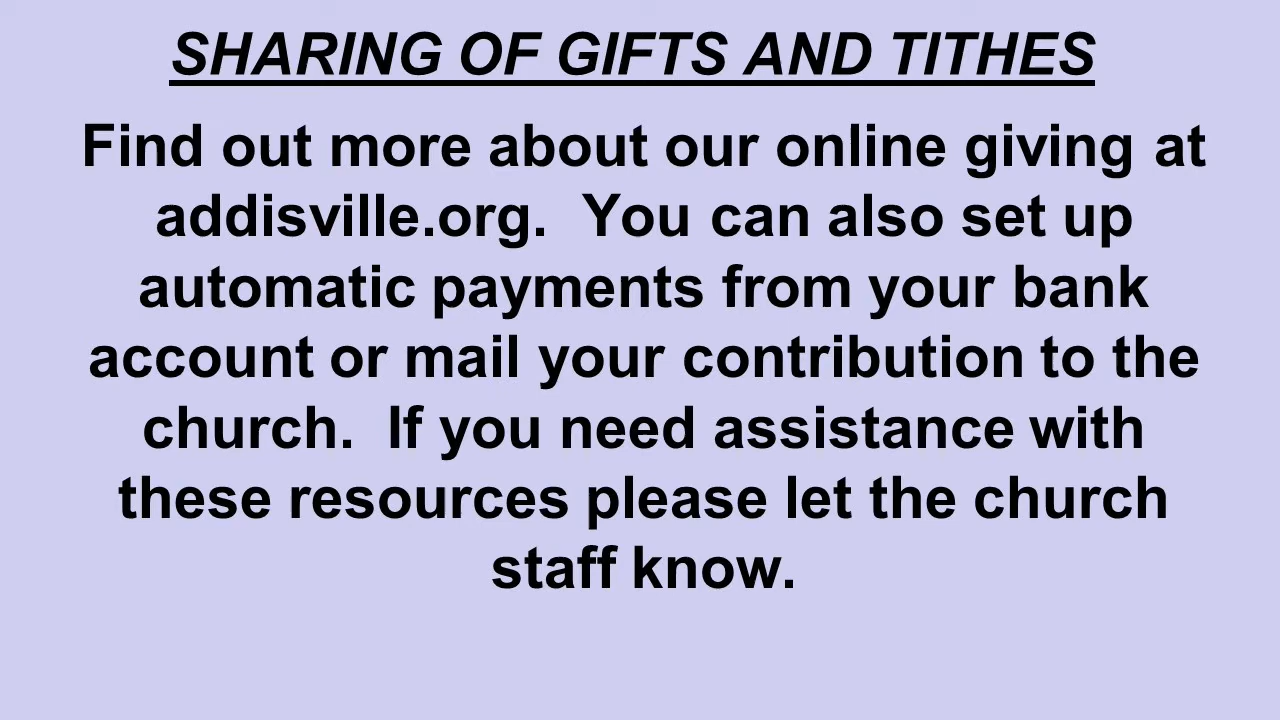 SHARING OF GIFTS AND TITHES
Find out more about our online giving at
addisville.org.  You can also set up
automatic payments from your bank
account or mail your contribution to the
church.  If you need assistance with
these resources please let the church
staff know.